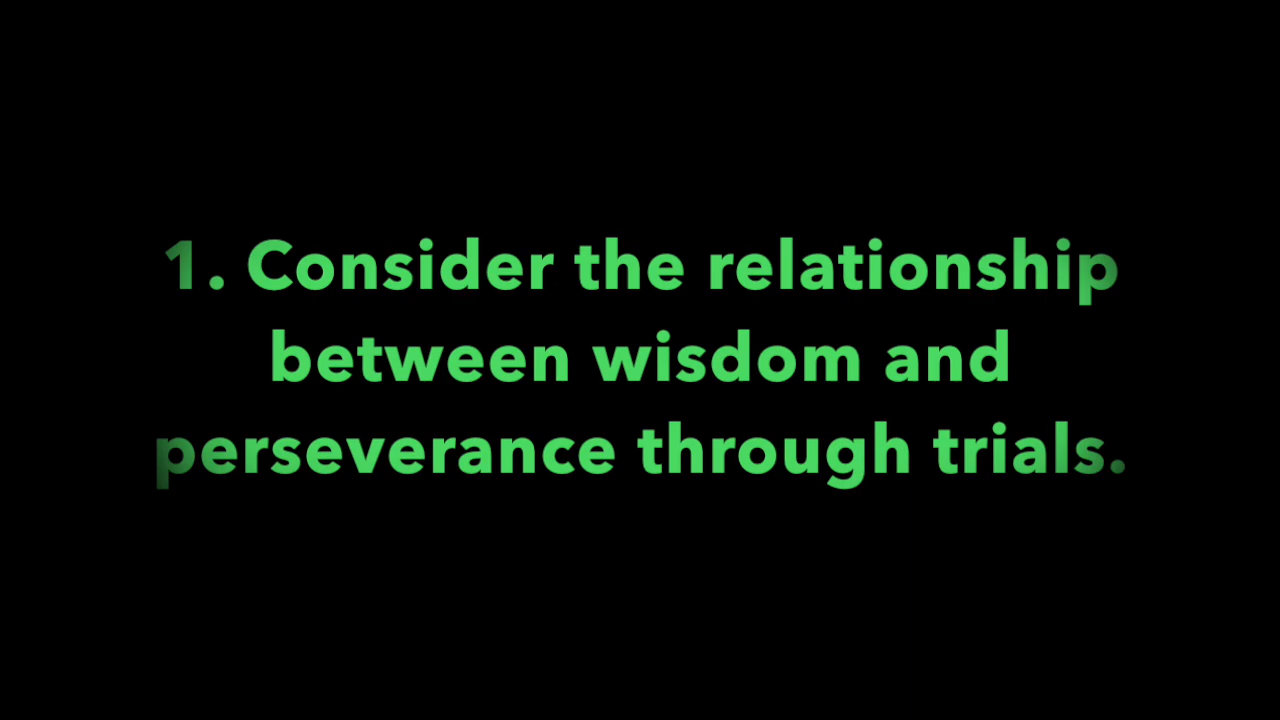 1. Consider the relationship
between wisdom and
perseverance through trials.